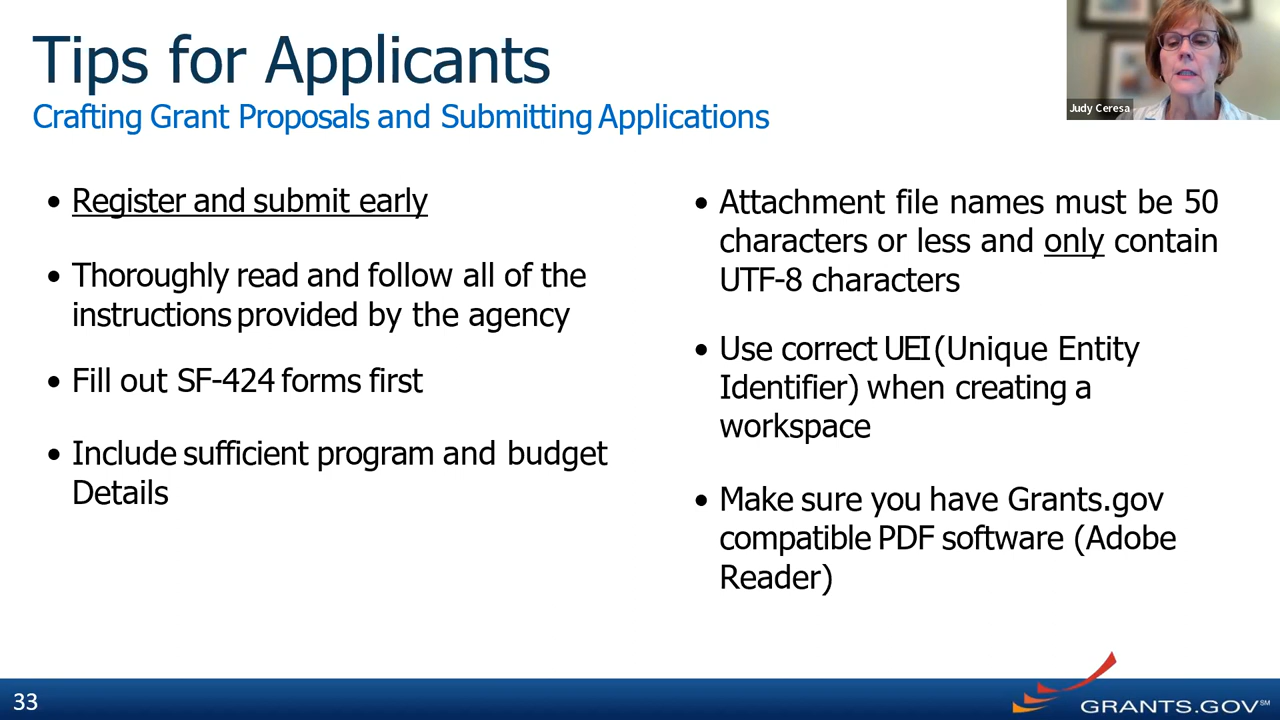 Tips for Applicants
Crafting Grant Proposals and Submitting Applications
Judy Ceresa
• Register and submit early
• Thoroughly read and follow all of the
instructions provided by the agency
• Fill out SF-424 forms first
• Include sufficient program and budget
Details
• Attachment file names must be 50
characters or less and only contain
UTF-8 characters
• Use correct UEI (Unique Entity
Identifier) when creating a
workspace
• Make sure you have Grants.gov
compatible PDF software (Adobe
Reader)
33
GRANTS.GOV℠